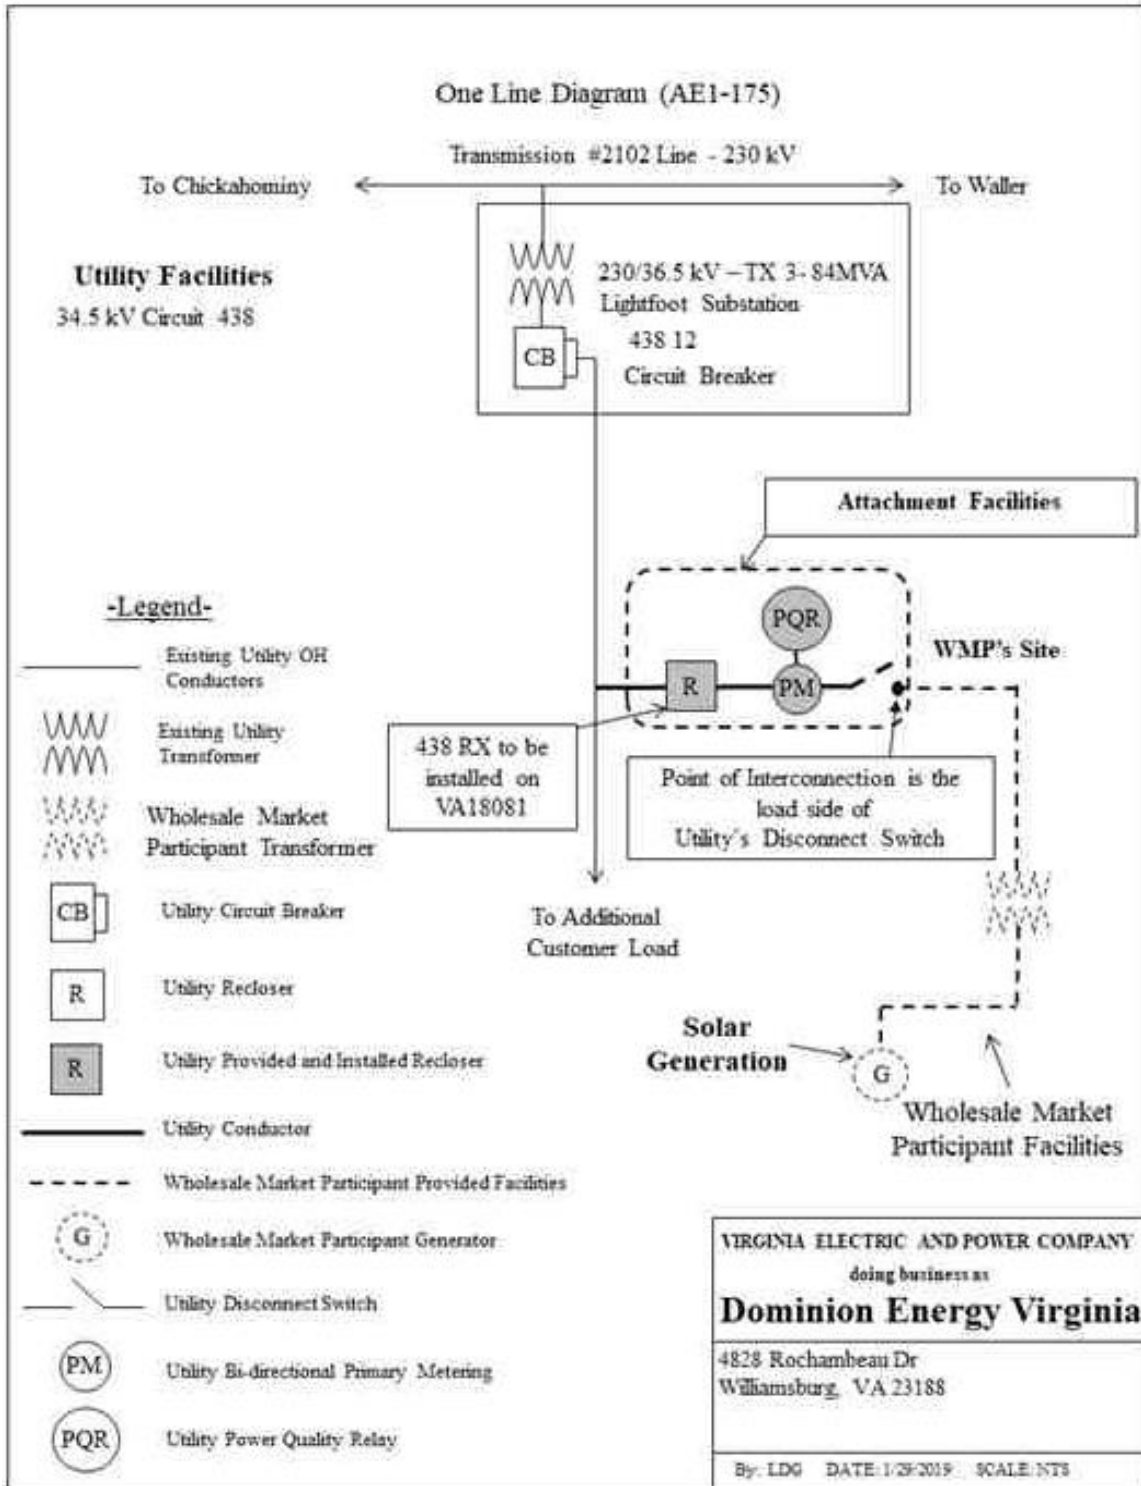 One Line Diagram (AE1-175)
Transmission #2102 Line - 230 kV
To Chickahominy
To Waller
Utility Facilities
34.5 kV Circuit 438
230/36.5 kV – TX 3- 84MVA
Lightfoot Substation
438 12
Circuit Breaker
CB
Attachment Facilities
PQR
R
PM
WMP's Site
438 RX to be
installed on
VA18081
Point of Interconnection is the
load side of
Utility's Disconnect Switch
To Additional
Customer Load
Solar
Generation
G
Wholesale Market
Participant Facilities
-Legend-
Existing Utility OH
Conductors
Existing Utility
Transformer
Wholesale Market
Participant Transformer
CB
Utility Circuit Breaker
R
Utility Recloser
R
Utility Provided and Installed Recloser
Utility Conductor
Wholesale Market Participant Provided Facilities
G
Wholesale Market Participant Generator
Utility Disconnect Switch
PM
Utility Bi-directional Primary Metering
PQR
Utility Power Quality Relay
VIRGINIA ELECTRIC AND POWER COMPANY
doing business as
Dominion Energy Virginia
4828 Rochambeau Dr
Williamsburg, VA 23188
By: LDG DATE: 1/29/2019 SCALE: NTS